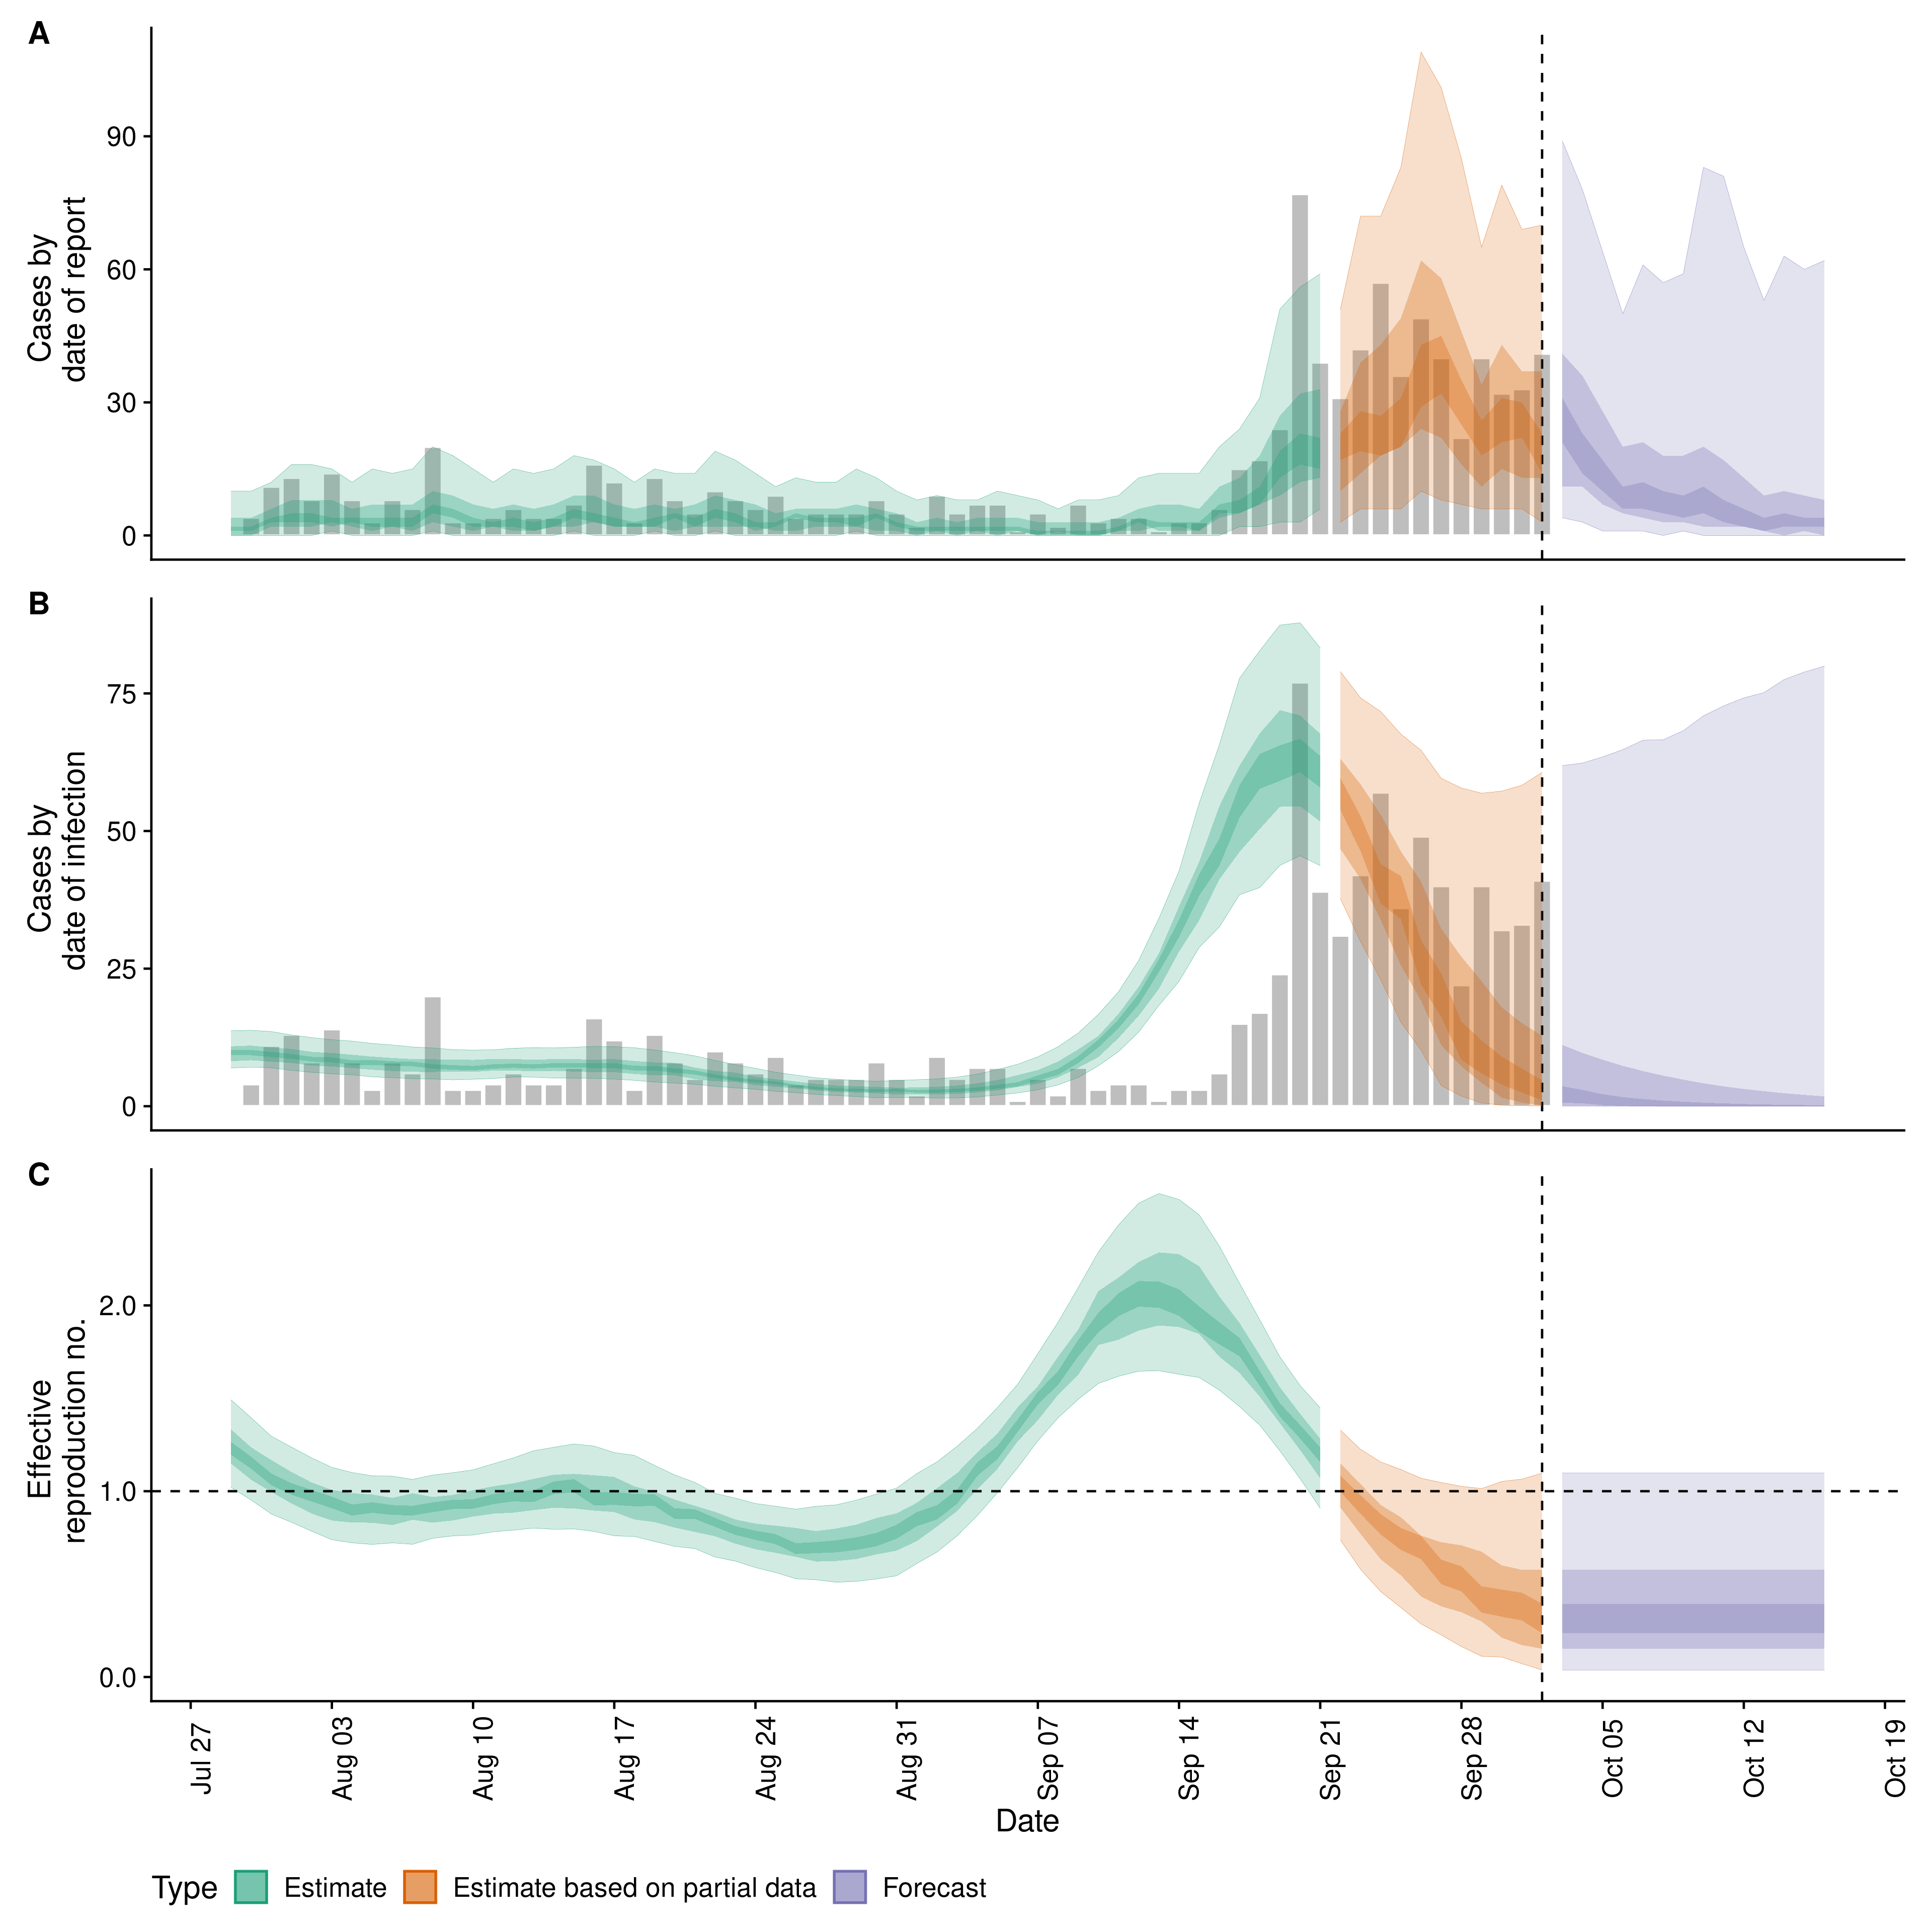 A
Cases by
date of report
90
60
30
0
B
Cases by
date of infection
75
50
25
0
C
Effective
reproduction no.
2.0
1.0
0.0
Jul 27
Aug 03
Aug 10
Aug 17
Aug 24
Aug 31
Sep 07
Sep 14
Sep 21
Sep 28
Oct 05
Oct 12
Oct 19
Date
Type Estimate Estimate based on partial data Forecast